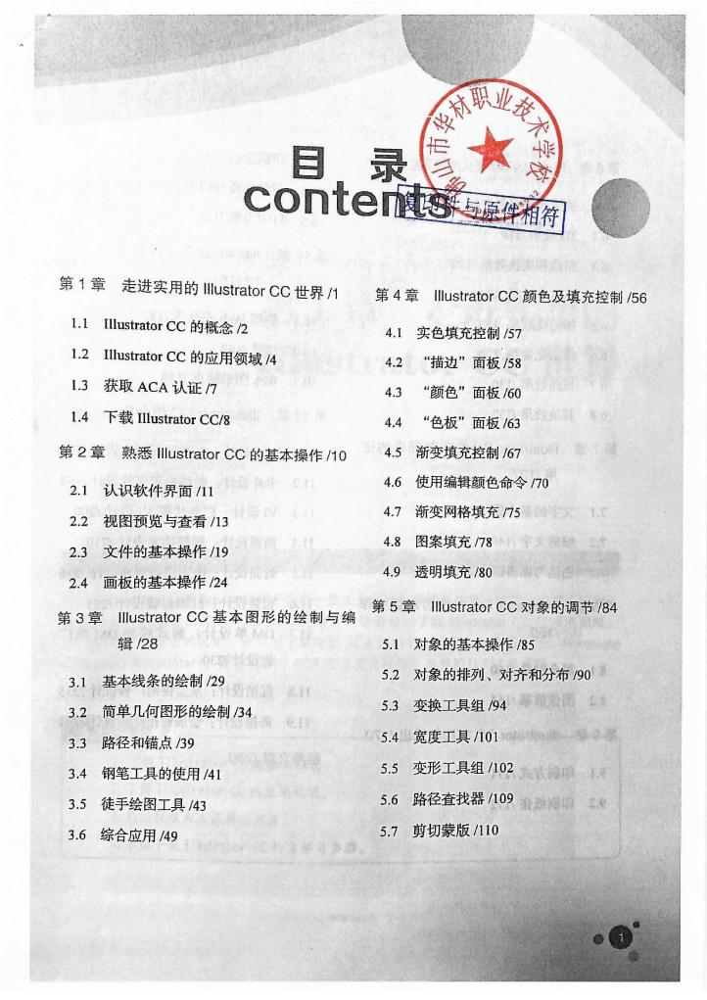 目 录
contents
佛山市华材职业技术学校
复印件与原件相符
第 1 章 走进实用的 Illustrator CC 世界 /1
1.1 Illustrator CC 的概念 /2
1.2 Illustrator CC 的应用领域 /4
1.3 获取 ACA 认证 /7
1.4 下载 Illustrator CC/8
第 2 章 熟悉 Illustrator CC 的基本操作 /10
2.1 认识软件界面 /11
2.2 视图预览与查看 /13
2.3 文件的基本操作 /19
2.4 画板的基本操作 /24
第 3 章 Illustrator CC 基本图形的绘制与编
辑 /28
3.1 基本线条的绘制 /29
3.2 简单几何图形的绘制 /34
3.3 路径和锚点 /39
3.4 钢笔工具的使用 /41
3.5 徒手绘图工具 /43
3.6 综合应用 /49
第 4 章 Illustrator CC 颜色及填充控制 /56
4.1 实色填充控制 /57
4.2 “描边”面板 /58
4.3 “颜色”面板 /60
4.4 “色板”面板 /63
4.5 渐变填充控制 /67
4.6 使用编辑颜色命令 /70
4.7 渐变网格填充 /75
4.8 图案填充 /78
4.9 透明填充 /80
第 5 章 Illustrator CC 对象的调节 /84
5.1 对象的基本操作 /85
5.2 对象的排列、对齐和分布 /90
5.3 变换工具组 /94
5.4 宽度工具 /101
5.5 变形工具组 /102
5.6 路径查找器 /109
5.7 剪切蒙版 /110
1